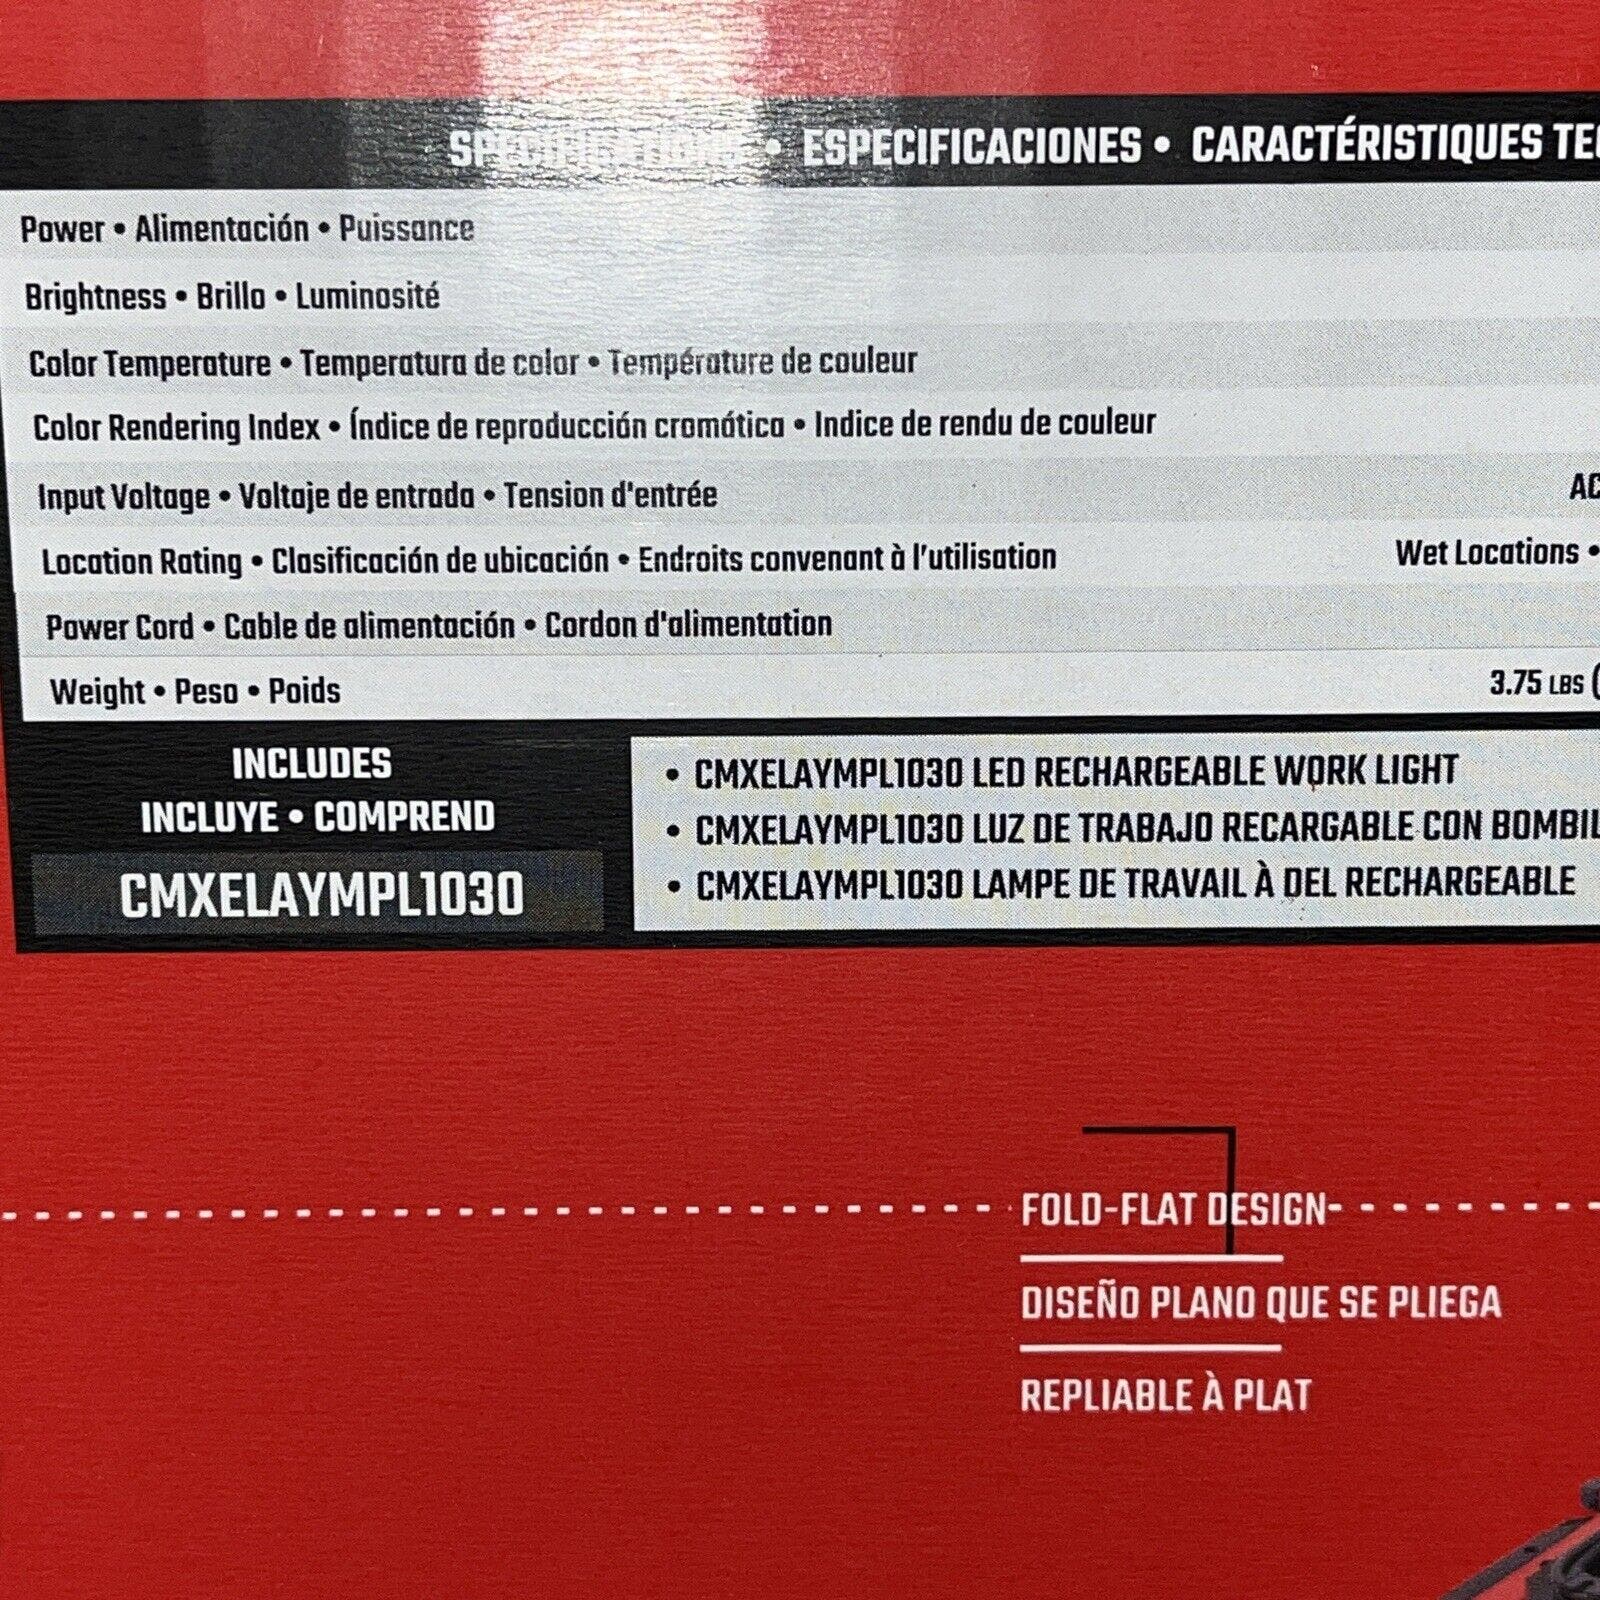 SPECIFICATIONS • ESPECIFICACIONES • CARACTÉRISTIQUES TEC
Power • Alimentación • Puissance
Brightness • Brillo • Luminosité
Color Temperature • Temperatura de color • Température de couleur
Color Rendering Index • Índice de reproducción cromática • Indice de rendu de couleur
Input Voltage • Voltaje de entrada • Tension d'entrée AC
Location Rating • Clasificación de ubicación • Endroits convenant à l'utilisation Wet Locations •
Power Cord • Cable de alimentación • Cordon d'alimentation
Weight • Peso • Poids 3.75 LBS (
INCLUDES
INCLUYE • COMPREND
CMXELAYMPL1030
• CMXELAYMPL1030 LED RECHARGEABLE WORK LIGHT
• CMXELAYMPL1030 LUZ DE TRABAJO RECARGABLE CON BOMBIL
• CMXELAYMPL1030 LAMPE DE TRAVAIL À DEL RECHARGEABLE
FOLD-FLAT DESIGN
DISEÑO PLANO QUE SE PLIEGA
REPLIABLE À PLAT